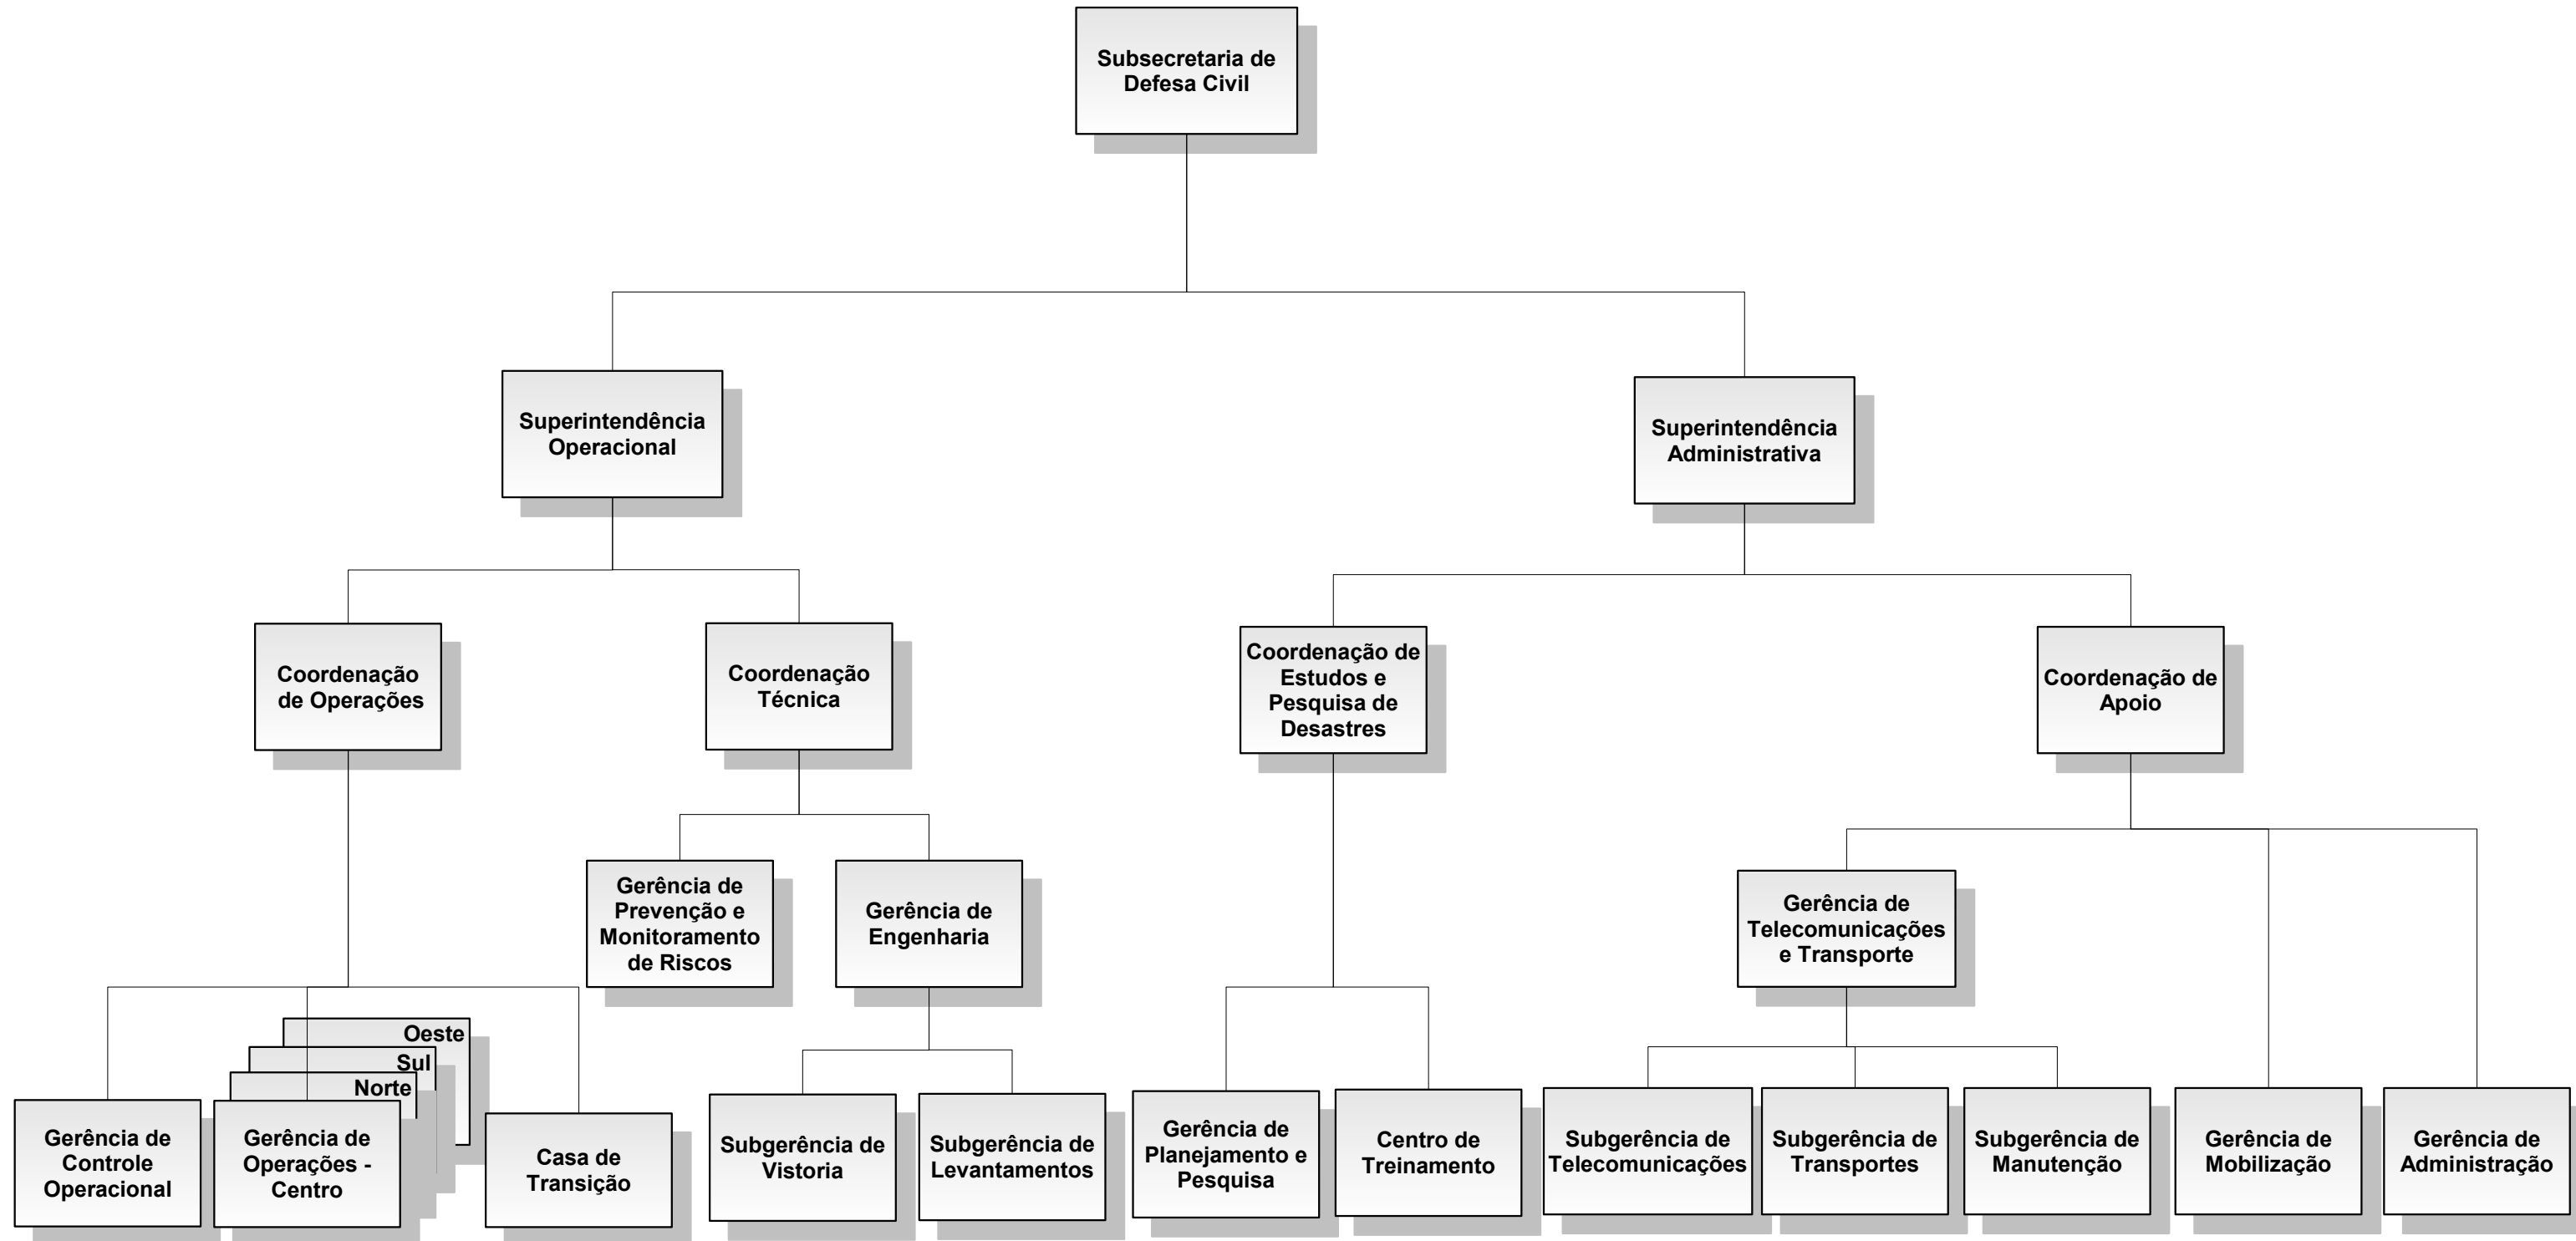 Subsecretaria de
Defesa Civil
Superintendência
Operacional
Superintendência
Administrativa
Coordenação
de Operações
Coordenação
Técnica
Coordenação de
Estudos e
Pesquisa de
Desastres
Coordenação de
Apoio
Gerência de
Prevenção e
Monitoramento
de Riscos
Gerência de
Engenharia
Gerência de
Telecomunicações
e Transporte
Oeste
Sul
Norte
Gerência de
Controle
Operacional
Gerência de
Operações -
Centro
Casa de
Transição
Subgerência de
Vistoria
Subgerência de
Levantamentos
Gerência de
Planejamento e
Pesquisa
Centro de
Treinamento
Subgerência de
Telecomunicações
Subgerência de
Transportes
Subgerência de
Manutenção
Gerência de
Mobilização
Gerência de
Administração